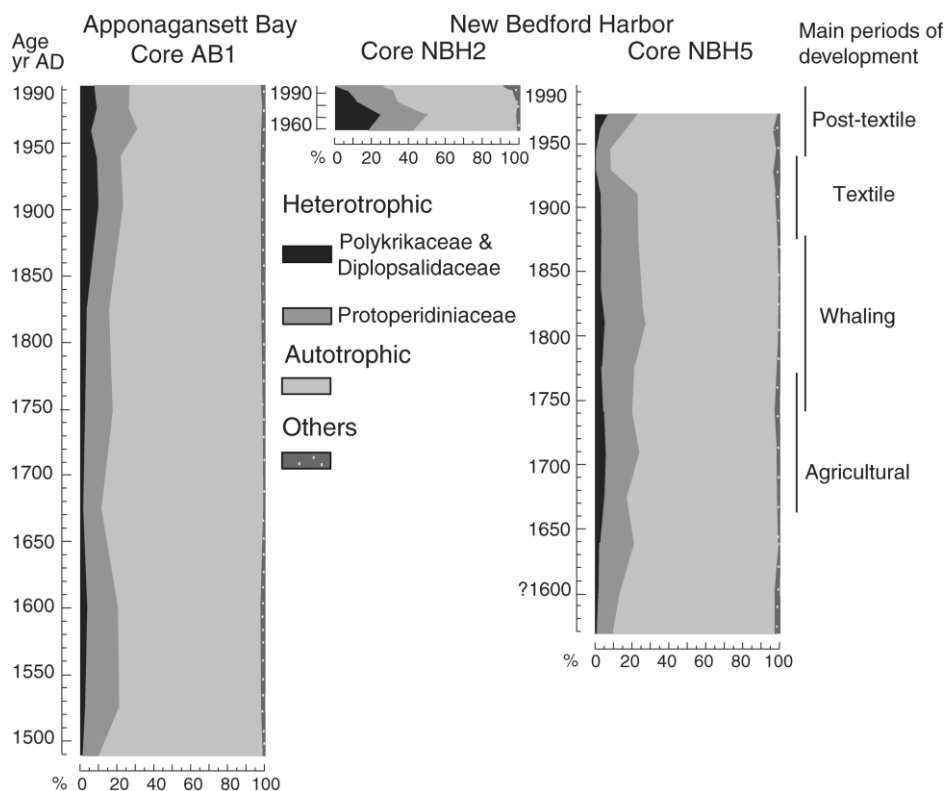 Apponagansett Bay
New Bedford Harbor
Age
yr AD
Core AB1
Core NBH2
Core NBH5
Main periods of
development
1990
1950
1900
1850
1800
1750
1700
1650
1600
1550
1500
% 0 20 40 60 80 100
1990
1960
% 0 20 40 60 80 100
Heterotrophic
Polykrikaceae &
Diplopsalidaceae
Protoperidiniaceae
Autotrophic
Others
1990
1950
1900
1850
1800
1750
1700
1650
?1600
% 0 20 40 60 80 100
Post-textile
Textile
Whaling
Agricultural